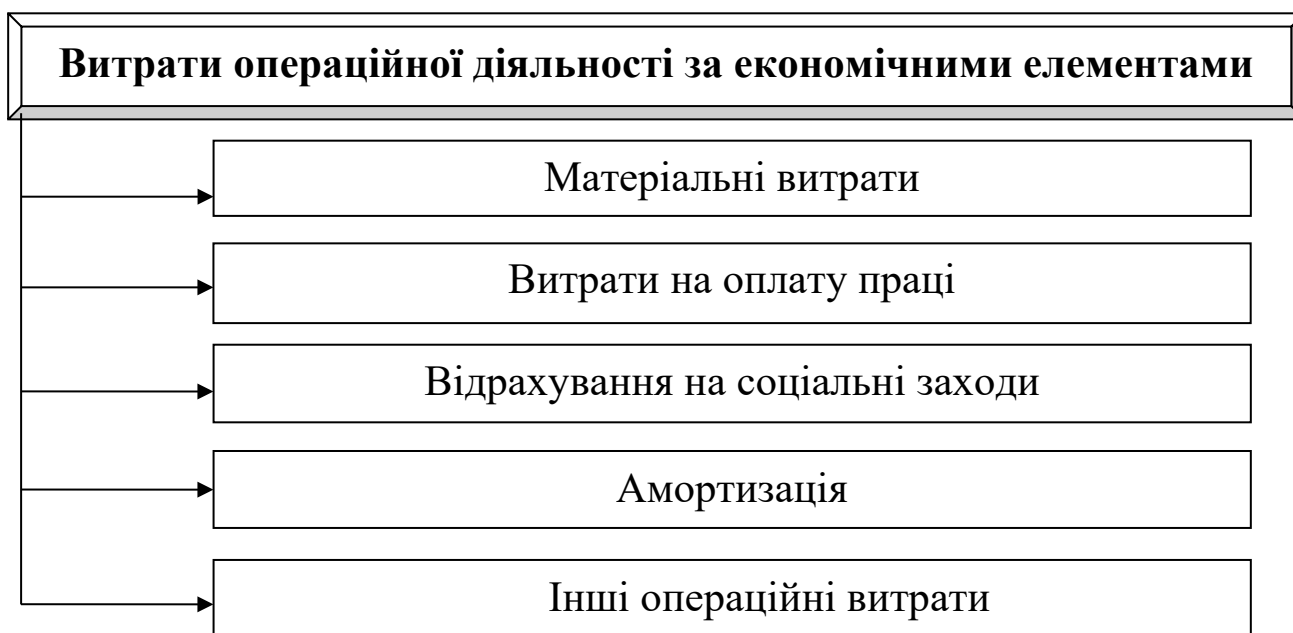 Витрати операційної діяльності за економічними елементами
Матеріальні витрати
Витрати на оплату праці
Відрахування на соціальні заходи
Амортизація
Інші операційні витрати